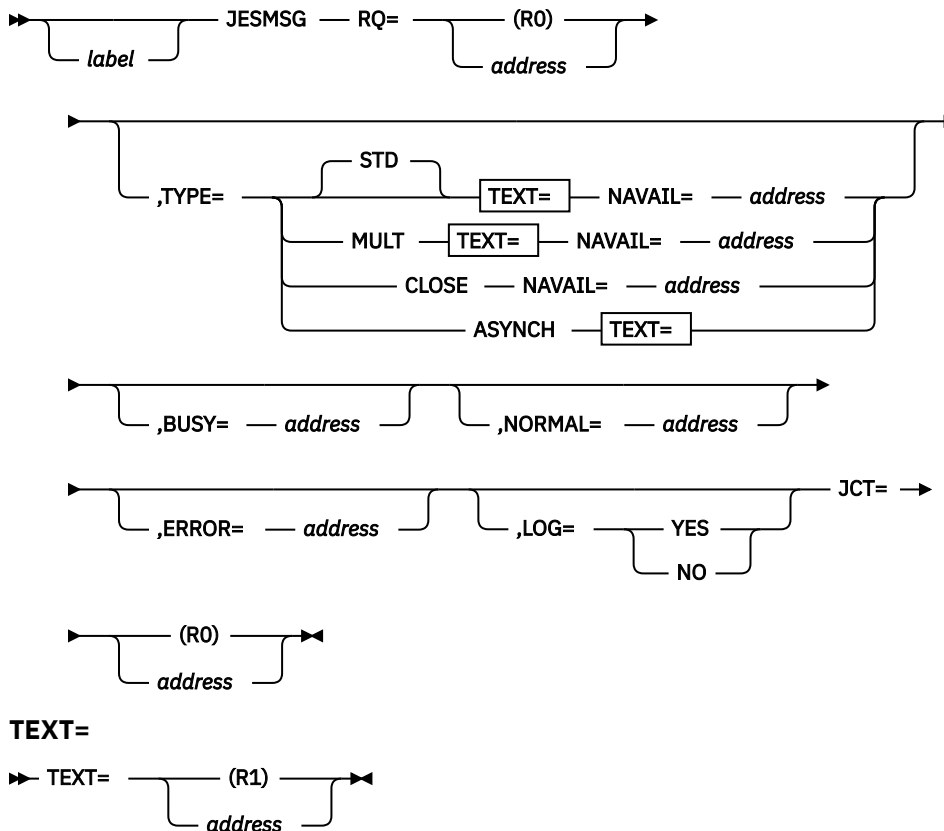 JESMSG RQ= (R0)
label address
STD
,TYPE= TEXT= NAVAIL= address
MULT TEXT= NAVAIL= address
CLOSE NAVAIL= address
ASYNCH TEXT=
,BUSY= address ,NORMAL= address
JCT=
,ERROR= address ,LOG= YES
NO
(R0)
address
TEXT=
TEXT= (R1)
address